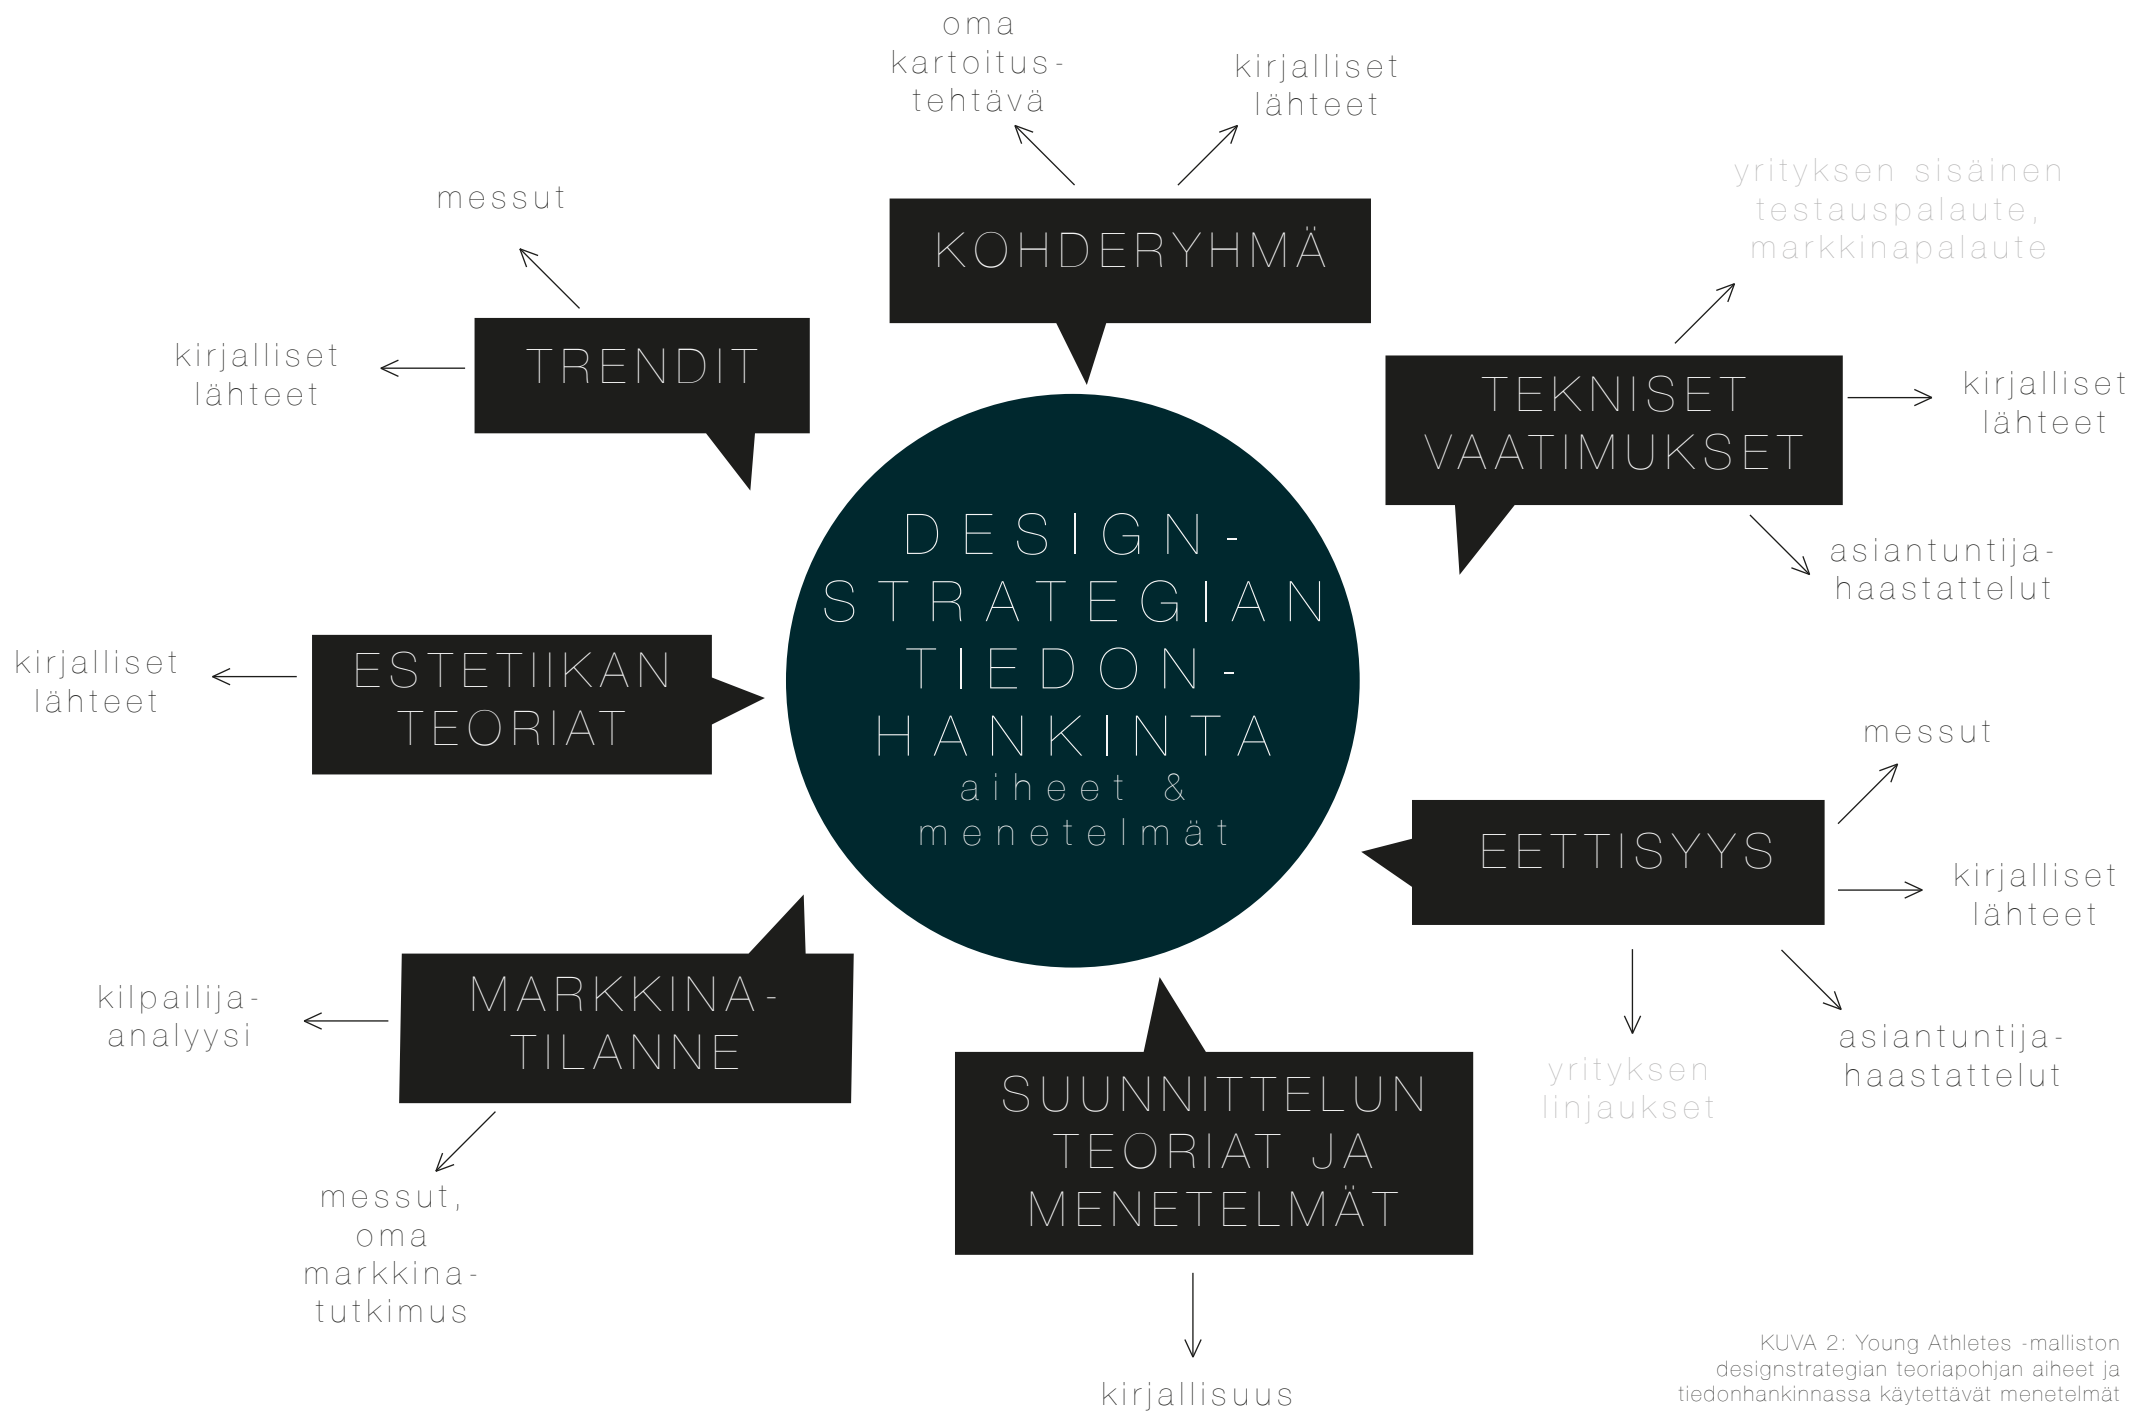 oma
kartoitus-
tehtävä
kirjalliset
lähteet
KOHDERYHMÄ
messut
kirjalliset
lähteet
TRENDIT
yrityksen sisäinen
testauspalaute,
markkinapalaute
TEKNISET
VAATIMUKSET
kirjalliset
lähteet
asiantuntija-
haastattelut
DESIGN-
STRATEGIAN
TIEDON-
HANKINTA
aiheet &
menetelmät
kirjalliset
lähteet
ESTETIIKAN
TEORIAT
messut
EETTISYYS
kirjalliset
lähteet
asiantuntija-
haastattelut
yrityksen
linjaukset
kilpailija-
analyysi
MARKKINA-
TILANNE
messut,
oma
markkina-
tutkimus
SUUNNITTELUN
TEORIAT JA
MENETELMÄT
kirjallisuus
KUVA 2: Young Athletes -malliston
designstrategian teoriapohjan aiheet ja
tiedonhankinnassa käytettävät menetelmät